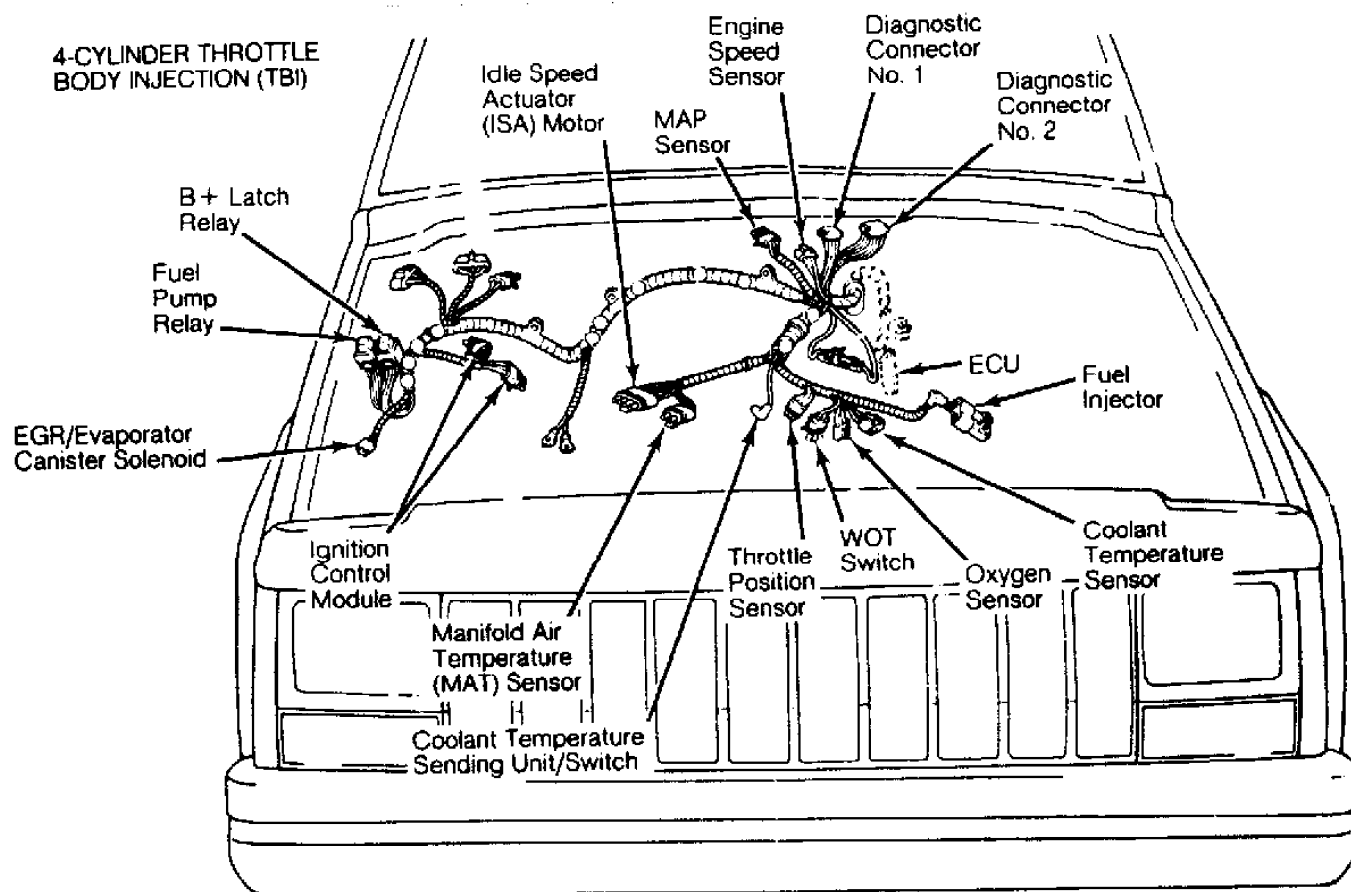 4-CYLINDER THROTTLE
BODY INJECTION (TBI)
Idle Speed
Actuator
(ISA) Motor
MAP
Sensor
Engine
Speed
Sensor
Diagnostic
Connector
No. 1
Diagnostic
Connector
No. 2
B+ Latch
Relay
Fuel
Pump
Relay
EGR/Evaporator
Canister Solenoid
ECU
Fuel
Injector
Ignition
Control
Module
Manifold Air
Temperature
(MAT) Sensor
Coolant Temperature
Sending Unit/Switch
Throttle
Position
Sensor
WOT
Switch
Oxygen
Sensor
Coolant
Temperature
Sensor